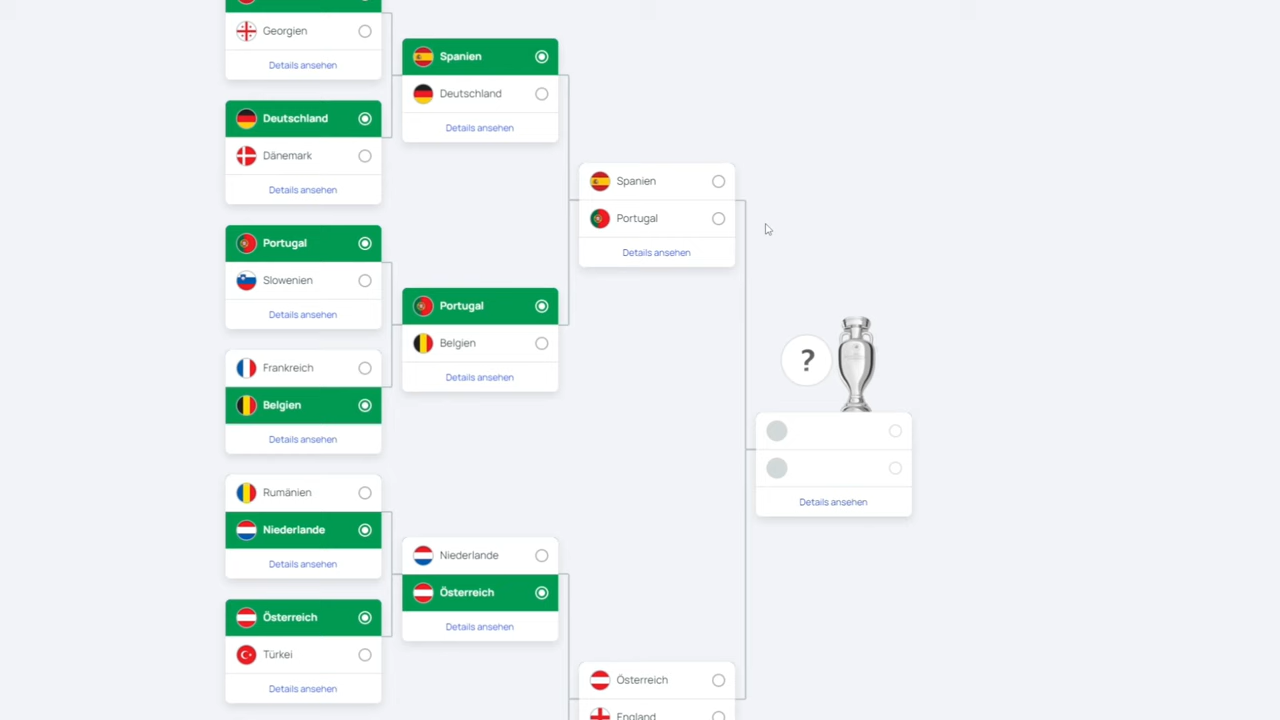 Georgien
Details ansehen
Deutschland
Dänemark
Details ansehen
Portugal
Slowenien
Details ansehen
Frankreich
Belgien
Details ansehen
Rumänien
Niederlande
Details ansehen
Österreich
Türkei
Details ansehen
Spanien
Deutschland
Details ansehen
Portugal
Belgien
Details ansehen
Niederlande
Österreich
Details ansehen
Spanien
Portugal
Details ansehen
Österreich
England
?
Details ansehen